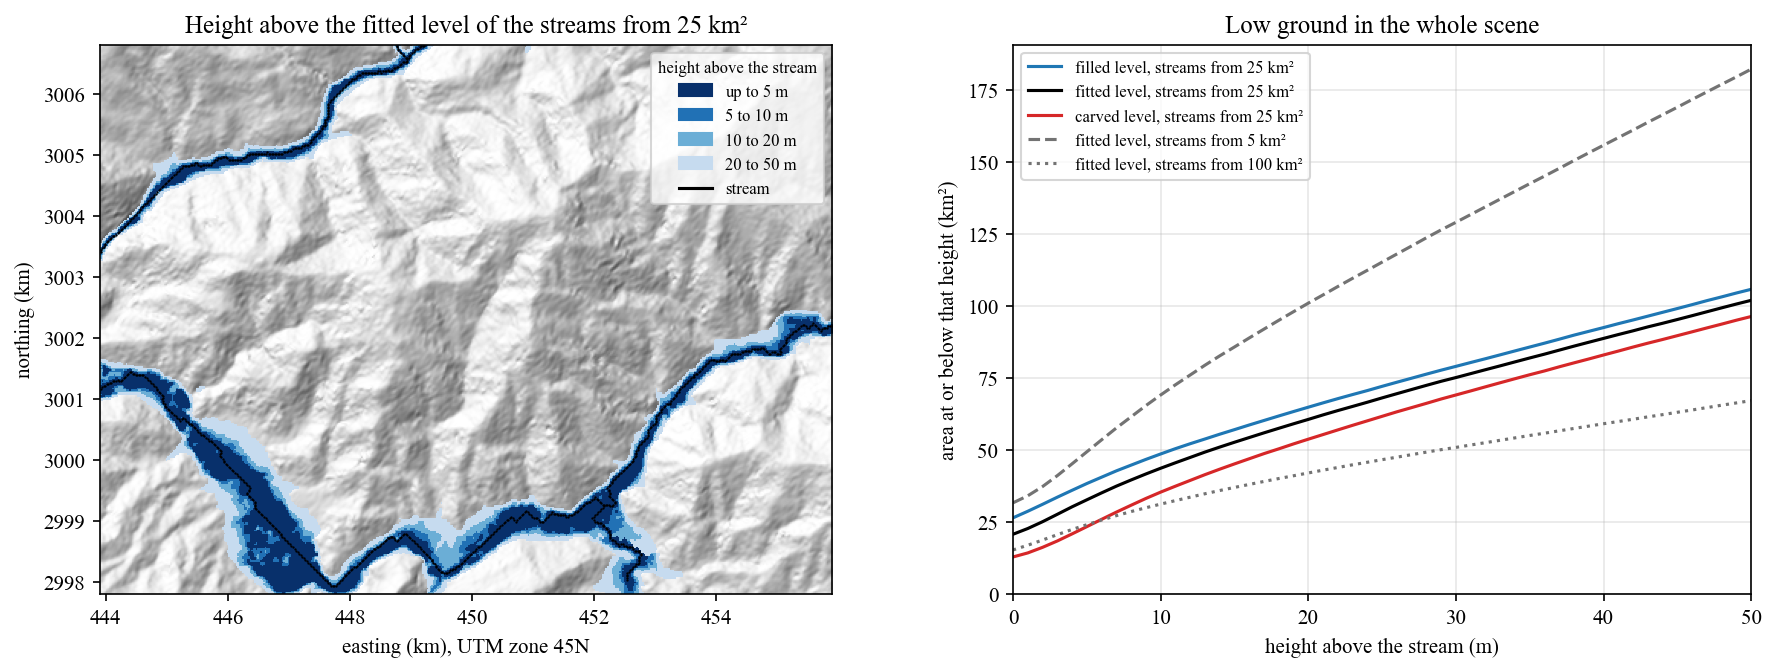 Height above the fitted level of the streams from 25 km²
height above the stream
up to 5 m
5 to 10 m
10 to 20 m
20 to 50 m
stream
3006
3005
3004
3003
3002
3001
3000
2999
2998
northing (km)
444
446
448
450
452
454
easting (km), UTM zone 45N
Low ground in the whole scene
filled level, streams from 25 km²
fitted level, streams from 25 km²
carved level, streams from 25 km²
fitted level, streams from 5 km²
fitted level, streams from 100 km²
175
150
125
100
75
50
25
0
area at or below that height (km²)
0
10
20
30
40
50
height above the stream (m)